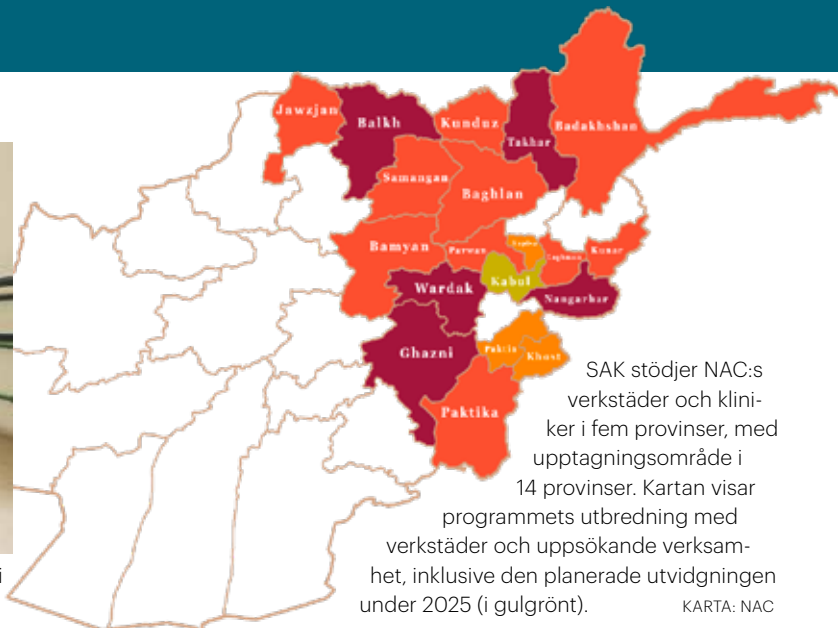 Jawzjan
Balkh
Kunduz
Takhar
Badakhshan
Samangan
Baghlan
Bamyan
Parwan
Kapisa
Laghman
Kunar
Kabul
Wardak
Nangarhar
Ghazni
Paktia
Khost
Paktika
SAK stödjer NAC:s
verkstäder och klini-
ker i fem provinser, med
upptagningsområde i
14 provinser. Kartan visar
programmets utbredning med
verkstäder och uppsökande verksam-
het, inklusive den planerade utvidgningen
under 2025 (i gulgrönt).
KARTA: NAC
i